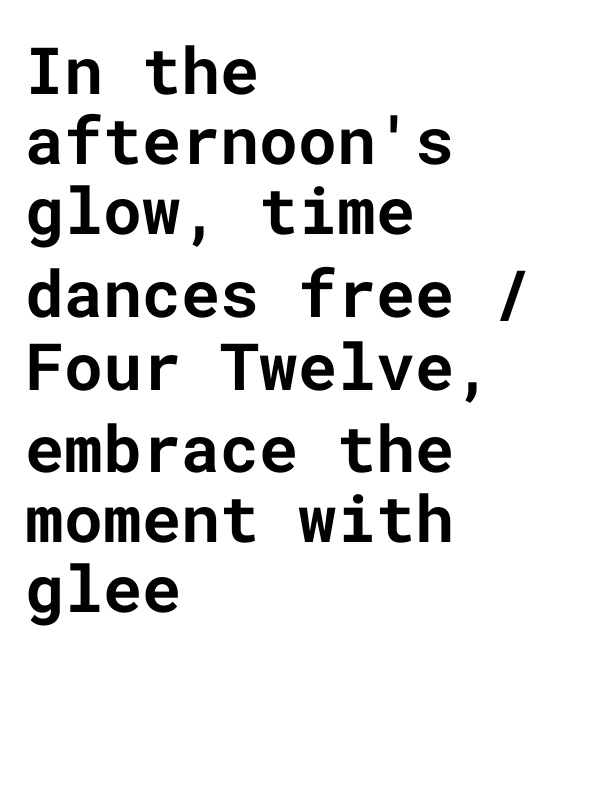 In the
afternoon's
glow, time
dances free /
Four Twelve,
embrace the
moment with
glee